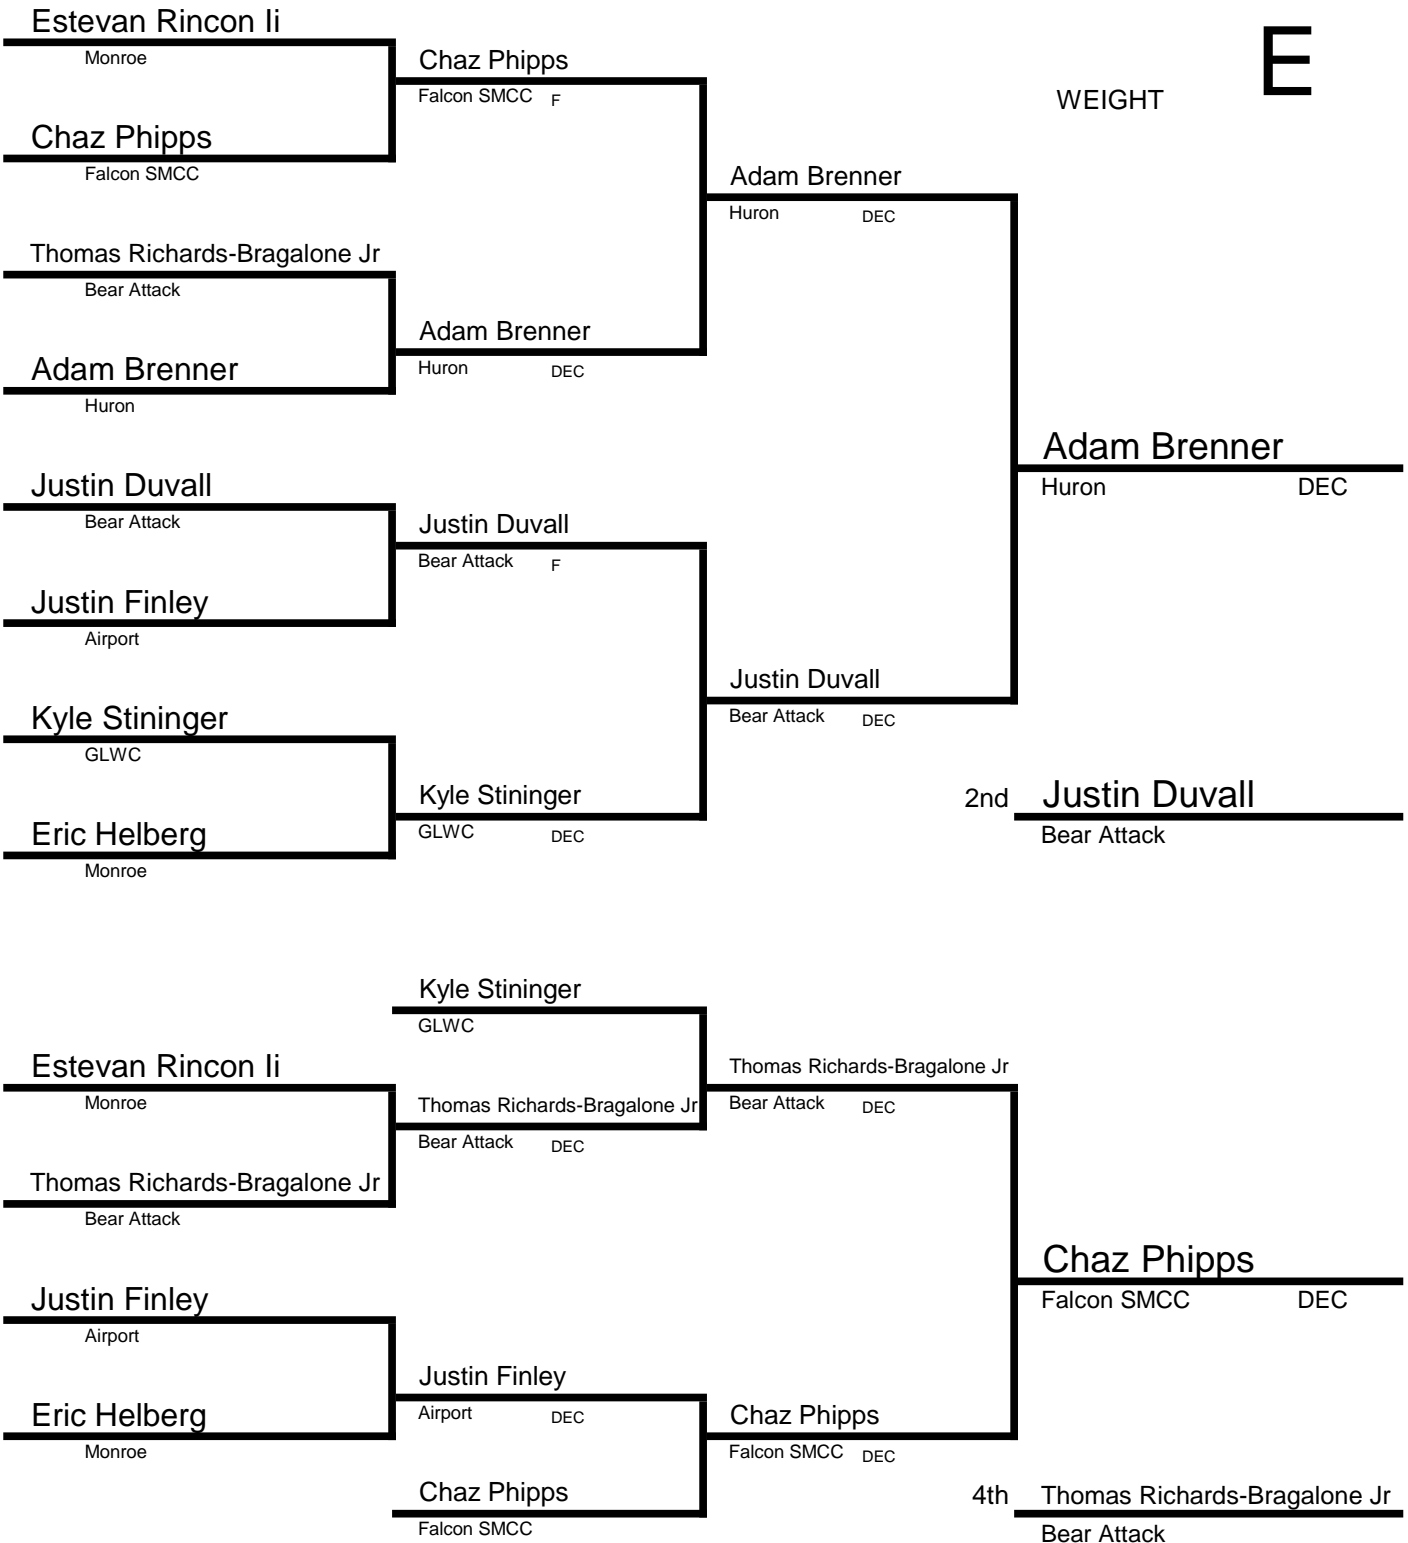 Estevan Rincon Ii
Monroe
Chaz Phipps
Falcon SMCC F
E
WEIGHT
Chaz Phipps
Falcon SMCC
Adam Brenner
Huron DEC
Thomas Richards-Bragalone Jr
Bear Attack
Adam Brenner
Huron DEC
Adam Brenner
Huron
Adam Brenner
Huron DEC
Justin Duvall
Bear Attack
Justin Duvall
Bear Attack F
Justin Finley
Airport
Justin Duvall
Bear Attack DEC
Kyle Stininger
GLWC
Kyle Stininger
GLWC DEC
2nd Justin Duvall
Bear Attack
Eric Helberg
Monroe
Kyle Stininger
GLWC
Estevan Rincon Ii
Monroe
Thomas Richards-Bragalone Jr
Bear Attack DEC
Thomas Richards-Bragalone Jr
Bear Attack DEC
Thomas Richards-Bragalone Jr
Bear Attack
Chaz Phipps
Falcon SMCC DEC
Justin Finley
Airport
Justin Finley
Airport DEC
Eric Helberg
Monroe
Chaz Phipps
Falcon SMCC DEC
Chaz Phipps
Falcon SMCC
4th Thomas Richards-Bragalone Jr
Bear Attack